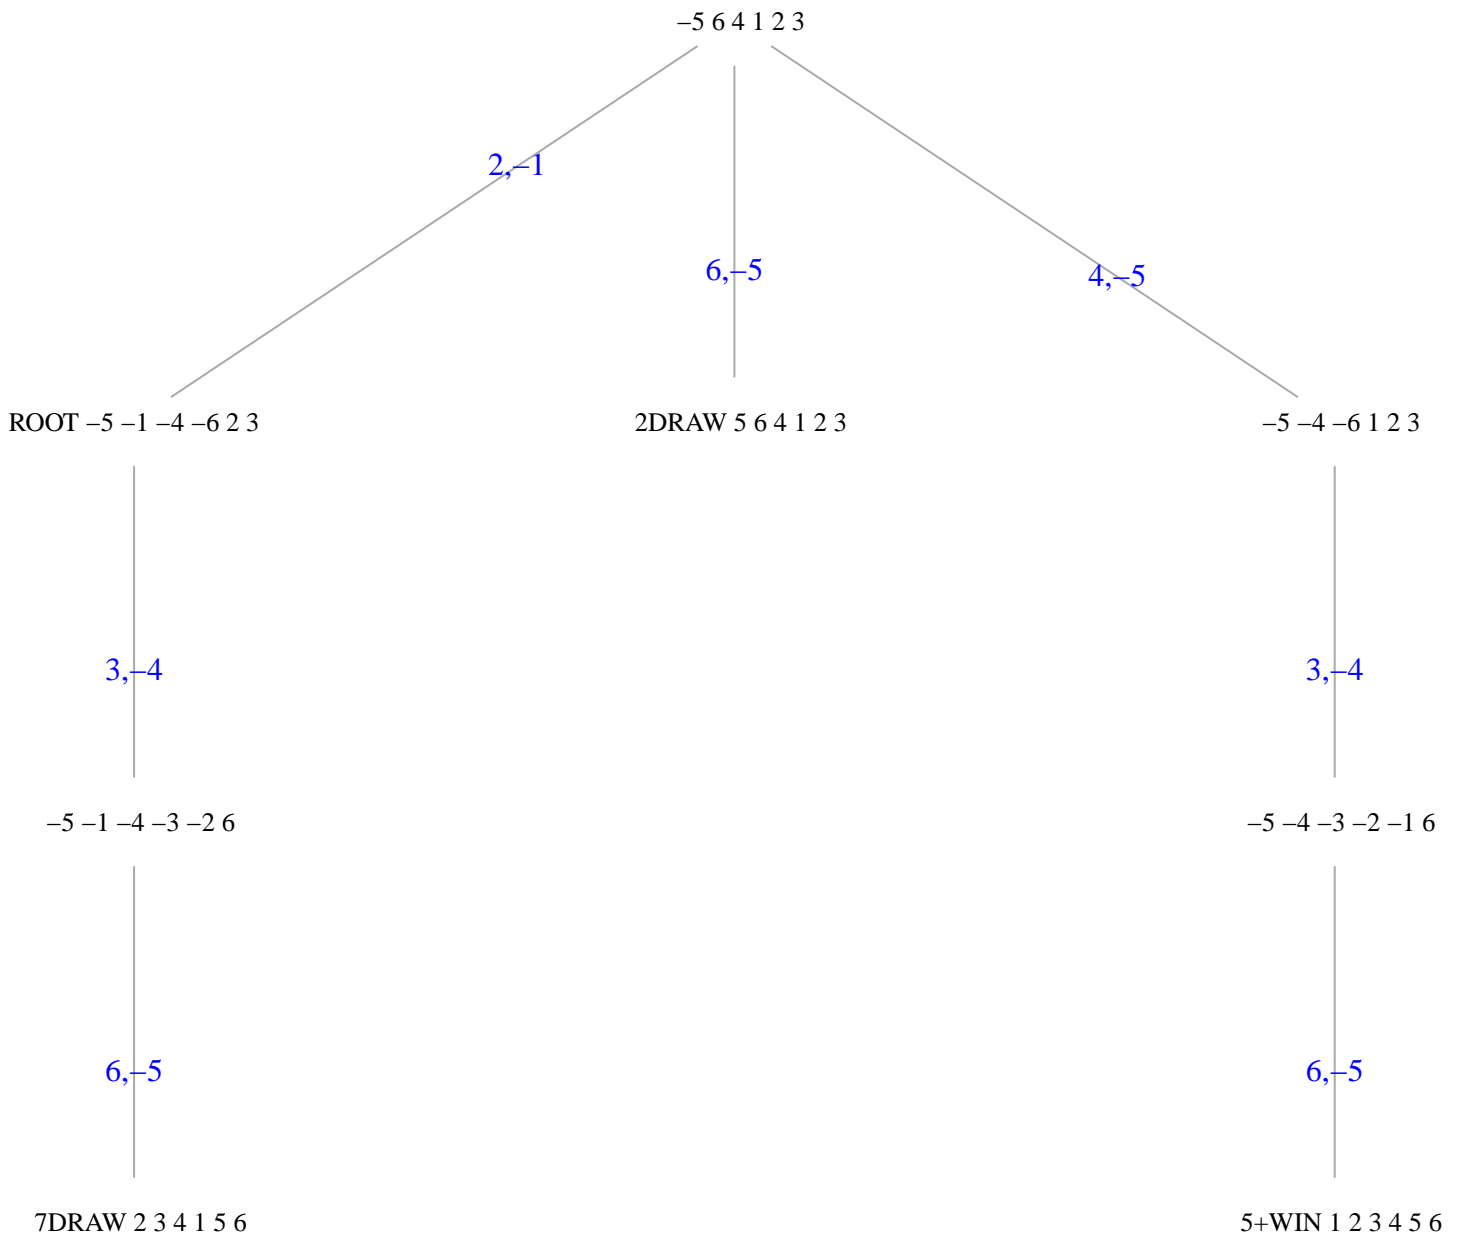 –5 6 4 1 2 3
2,–1
6,–5
4,–5
ROOT –5 –1 –4 –6 2 3
2DRAW 5 6 4 1 2 3
–5 –4 –6 1 2 3
3,–4
3,–4
–5 –1 –4 –3 –2 6
–5 –4 –3 –2 –1 6
6,–5
6,–5
7DRAW 2 3 4 1 5 6
5+WIN 1 2 3 4 5 6